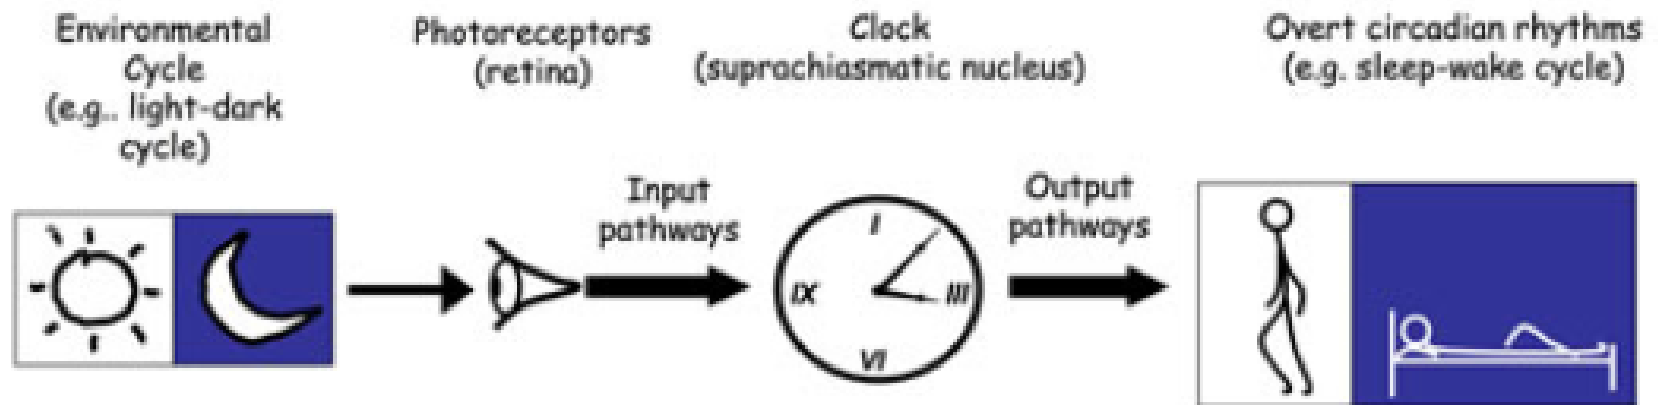 Environmental
Cycle
(e.g.. light-dark
cycle)
Photoreceptors
(retina)
Clock
(suprachiasmatic nucleus)
Overt circadian rhythms
(e.g. sleep-wake cycle)
Input
pathways
Output
pathways
I
IX
III
VI